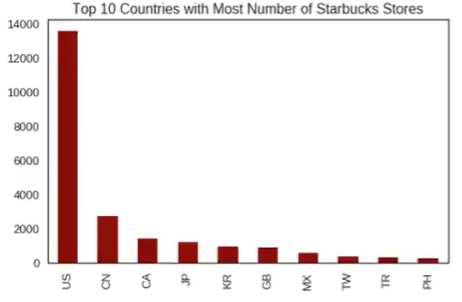 Top 10 Countries with Most Number of Starbucks Stores
14000
12000
10000
8000
6000
4000
2000
0
US
CN
CA
JP
KR
GB
MX
TW
TR
PH